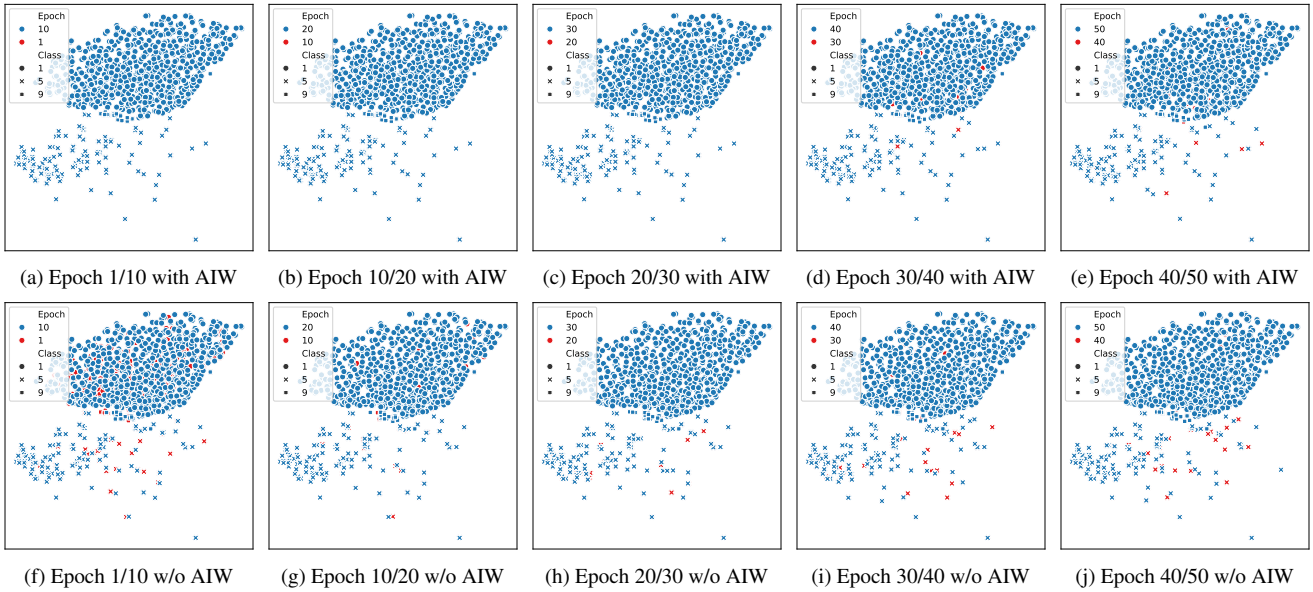 Epoch
10
1
Class
1
5
9
Epoch
20
10
Class
1
5
9
Epoch
30
20
Class
1
5
9
Epoch
40
30
Class
1
5
9
Epoch
50
40
Class
1
5
9
(a) Epoch 1/10 with AIW
(b) Epoch 10/20 with AIW
(c) Epoch 20/30 with AIW
(d) Epoch 30/40 with AIW
(e) Epoch 40/50 with AIW
Epoch
10
1
Class
1
5
9
Epoch
20
10
Class
1
5
9
Epoch
30
20
Class
1
5
9
Epoch
40
30
Class
1
5
9
Epoch
50
40
Class
1
5
9
(f) Epoch 1/10 w/o AIW
(g) Epoch 10/20 w/o AIW
(h) Epoch 20/30 w/o AIW
(i) Epoch 30/40 w/o AIW
(j) Epoch 40/50 w/o AIW